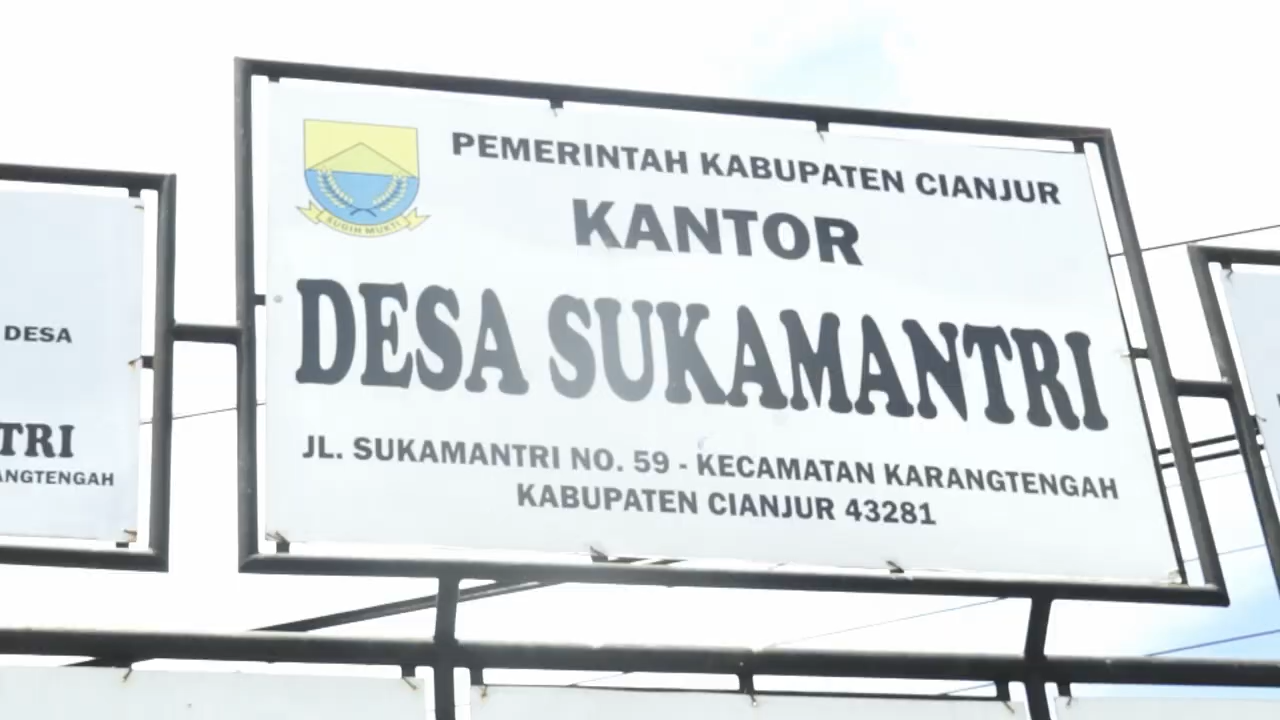 PEMERINTAH KABUPATEN CIANJUR
KANTOR
DESA SUKAMANTRI
JL. SUKAMANTRI NO. 59 - KECAMATAN KARANGTENGAH
KABUPATEN CIANJUR 43281
SUGIH MUKTI
DESA
TRI
ANGTENGAH